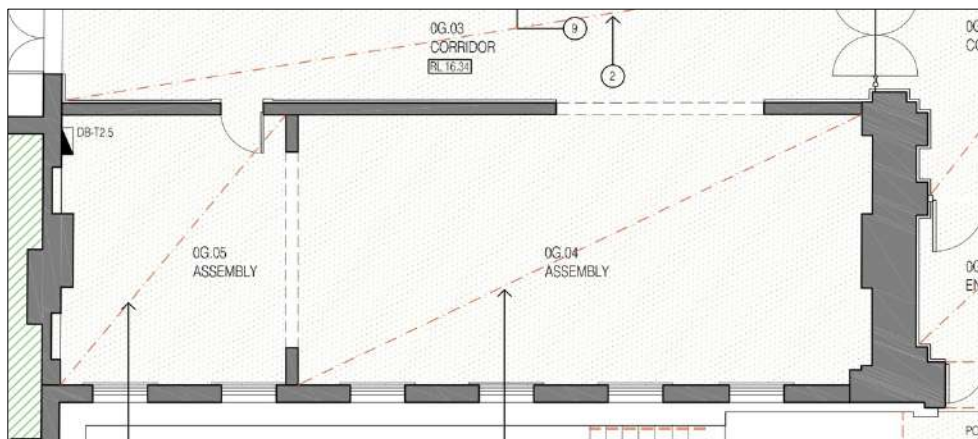 0G.03
CORRIDOR
RL 16.34
9
2
DB-T2.5
0G.05
ASSEMBLY
0G.04
ASSEMBLY